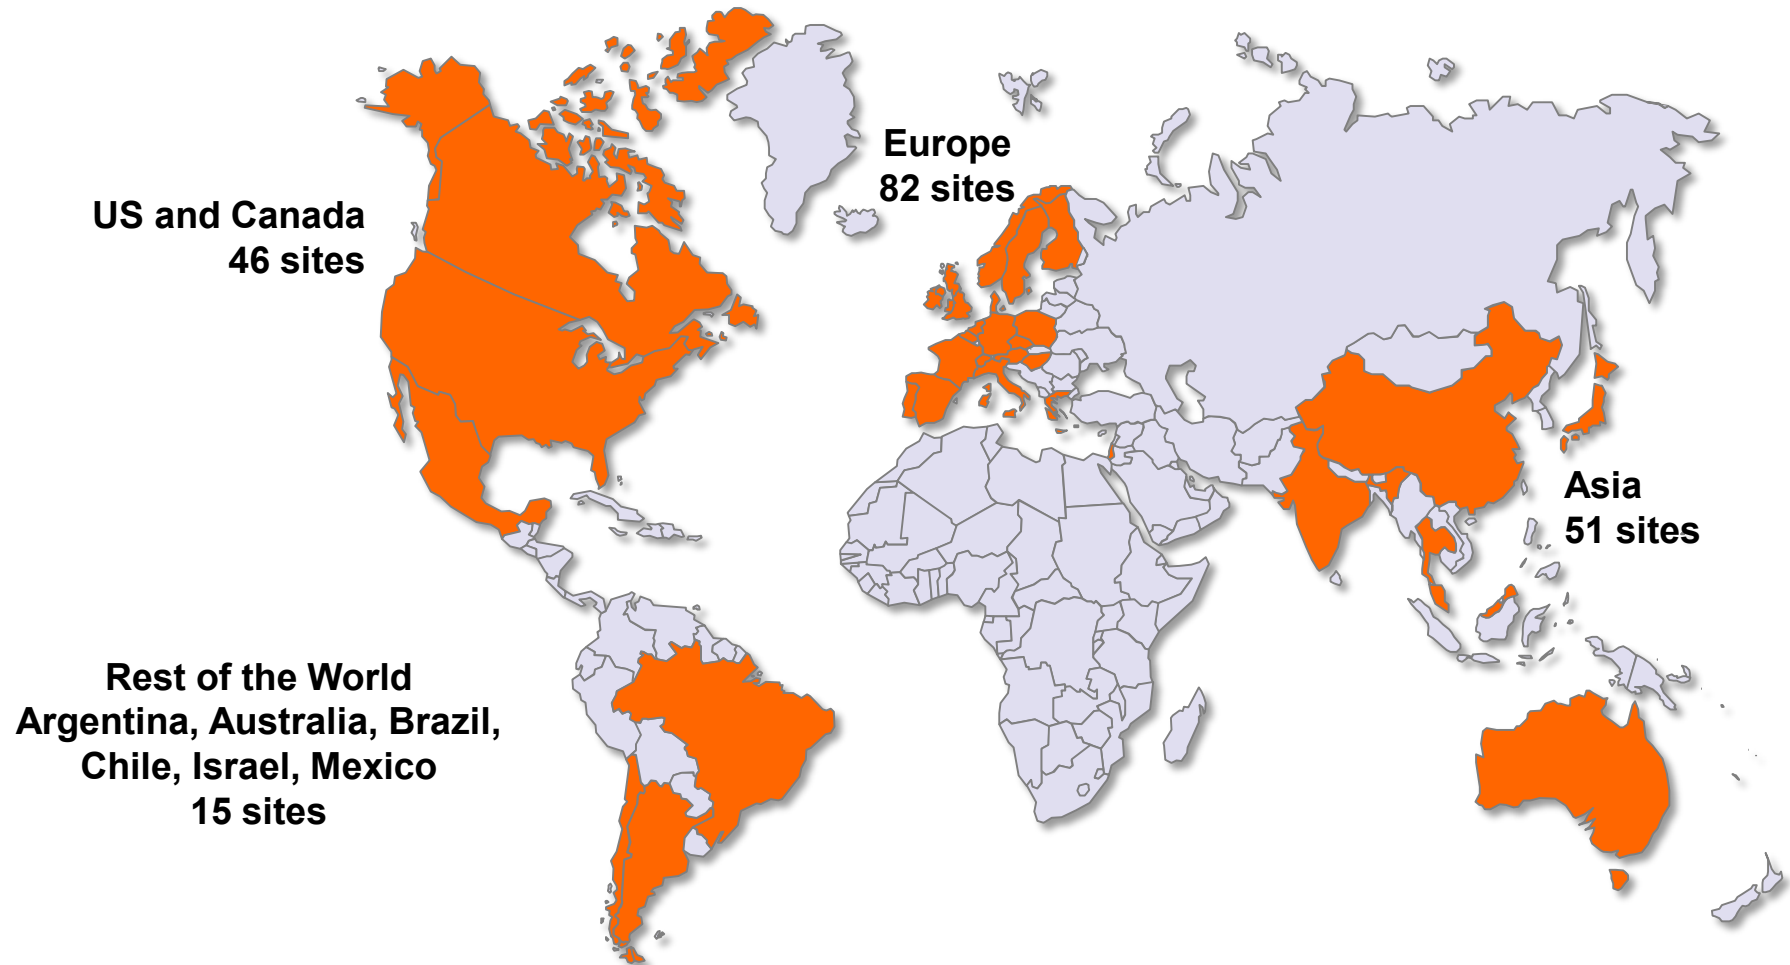 Europe
82 sites
US and Canada
46 sites
Asia
51 sites
Rest of the World
Argentina, Australia, Brazil,
Chile, Israel, Mexico
15 sites